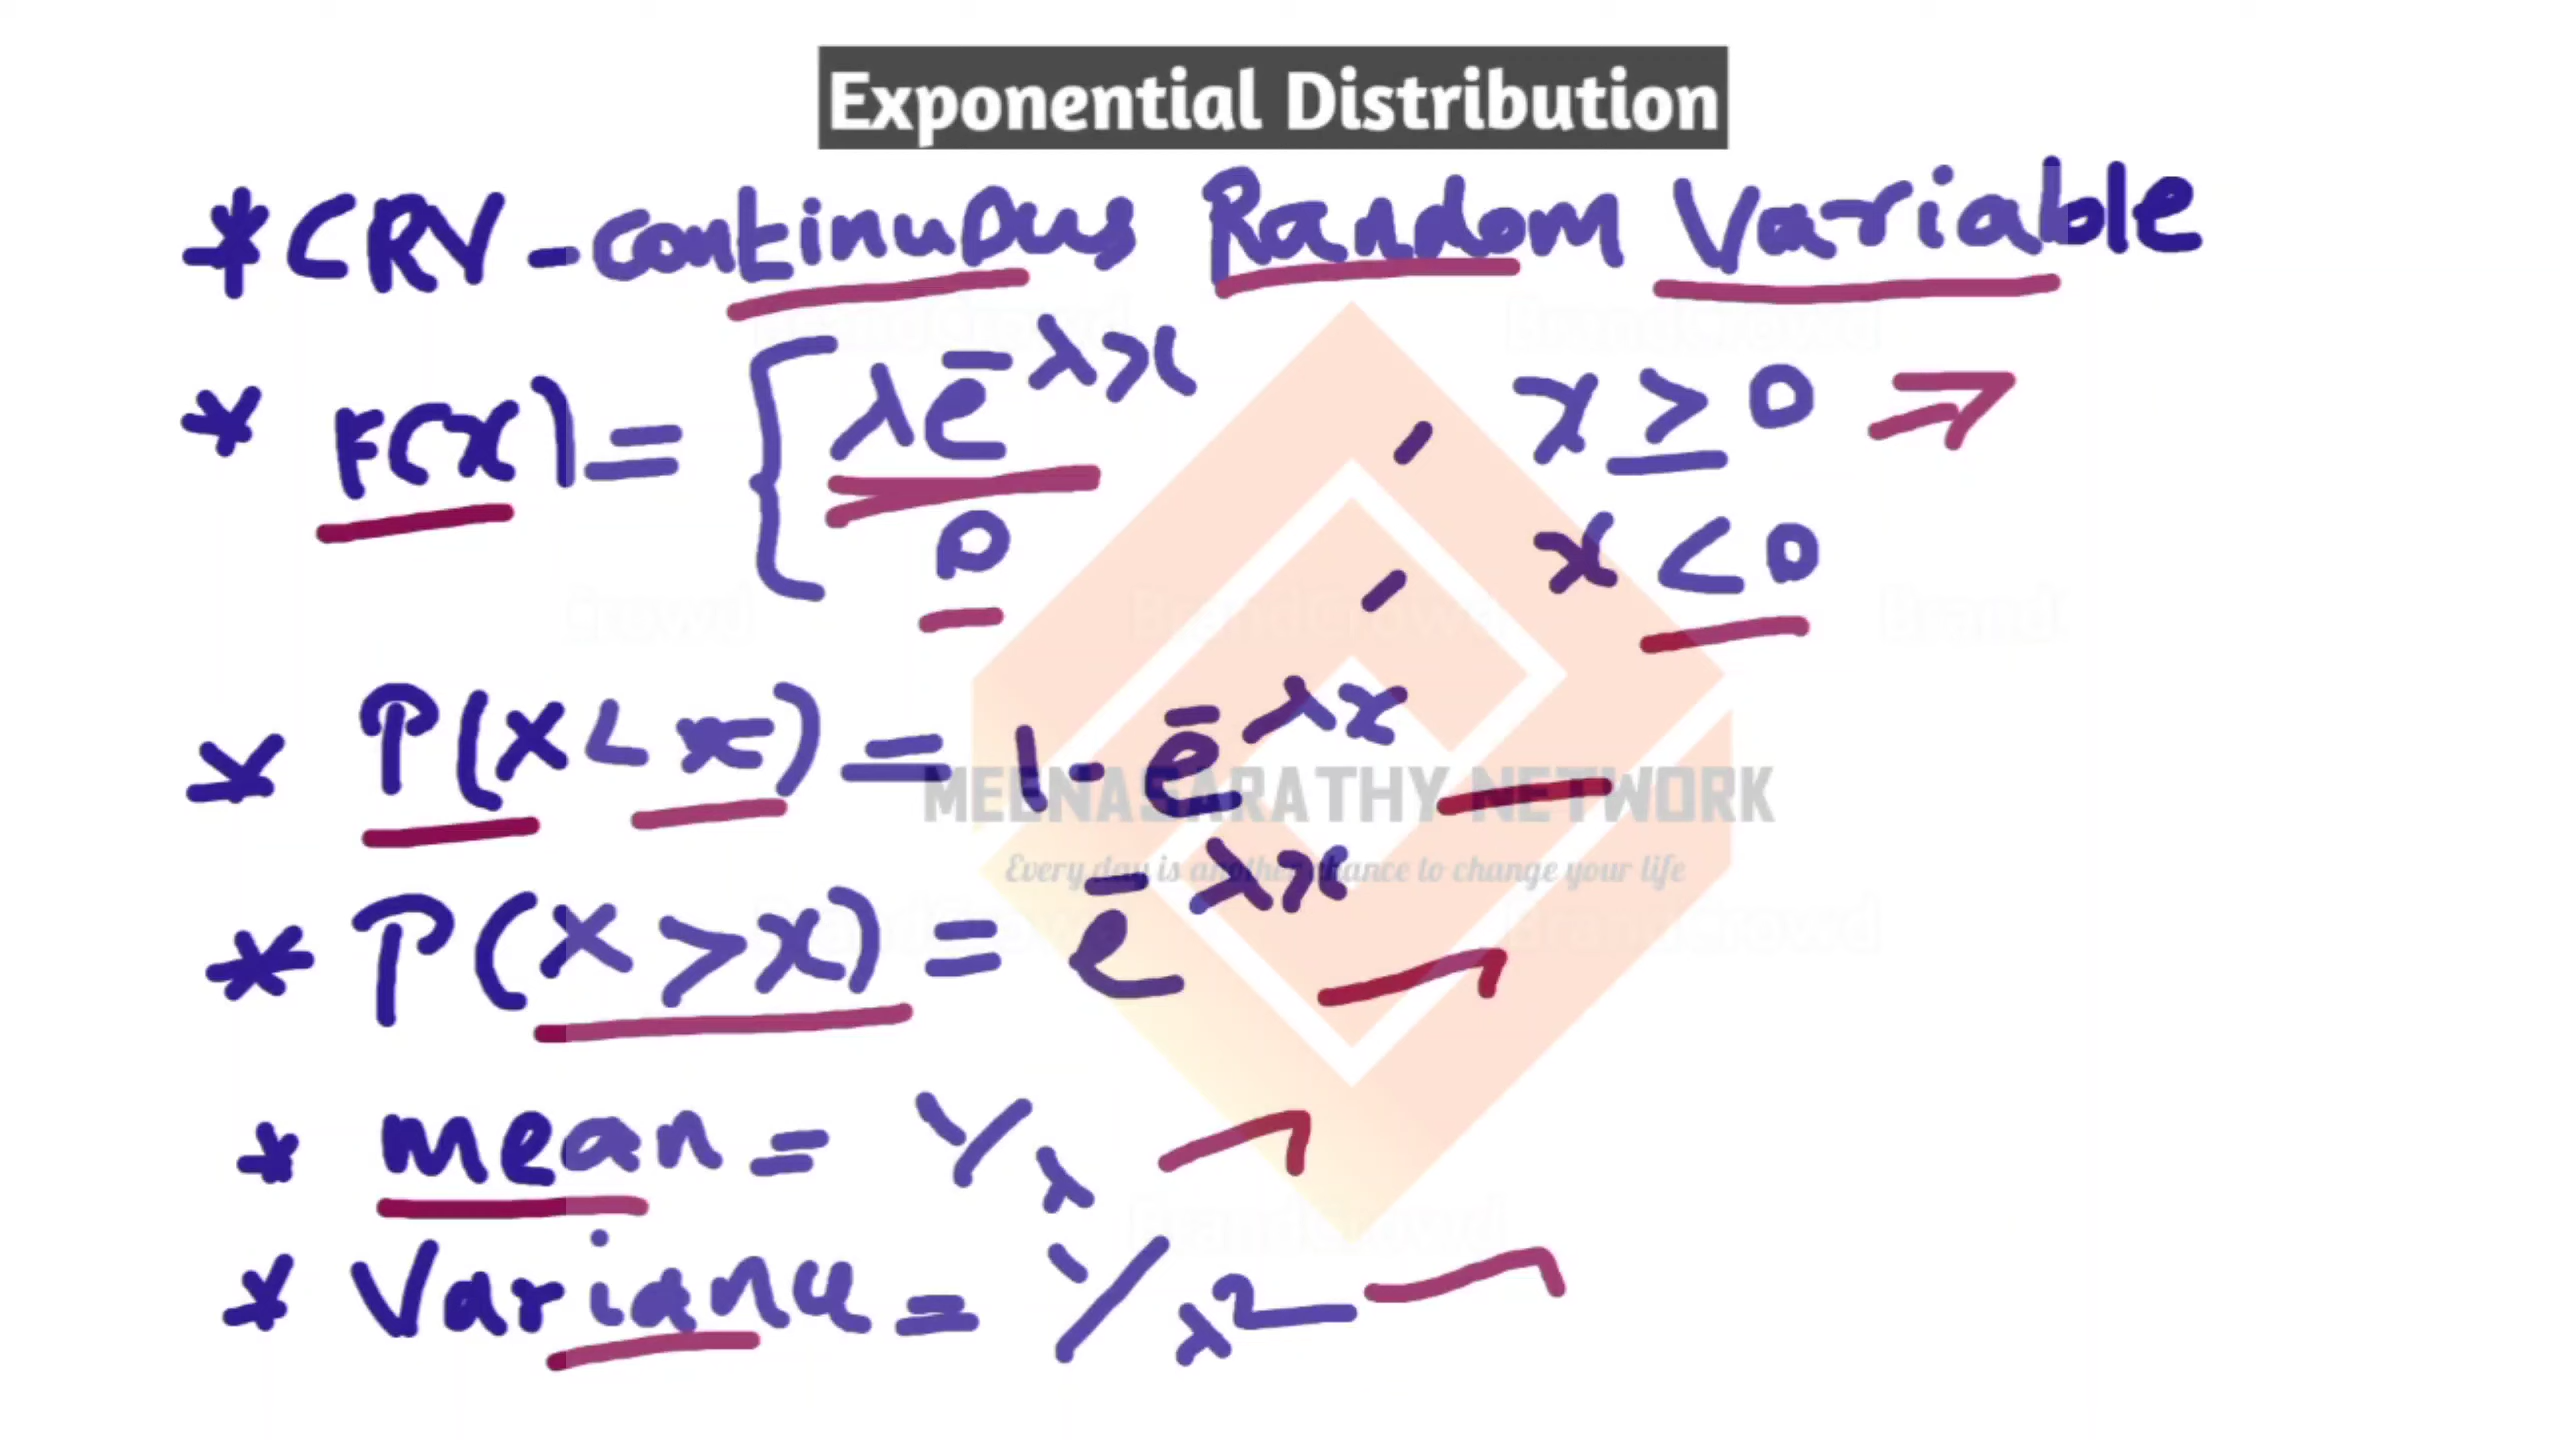 Exponential Distribution
*CRV - continuous Random Variable
* F(x) = { λe^-λx , x ≥ 0
0 , x < 0
* P(X < x) = 1 - e^-λx
MEENASARATHY NETWORK
Every day is another chance to change your life
* P(X > x) = e^-λx
* mean = 1/λ
* Variance = 1/λ²